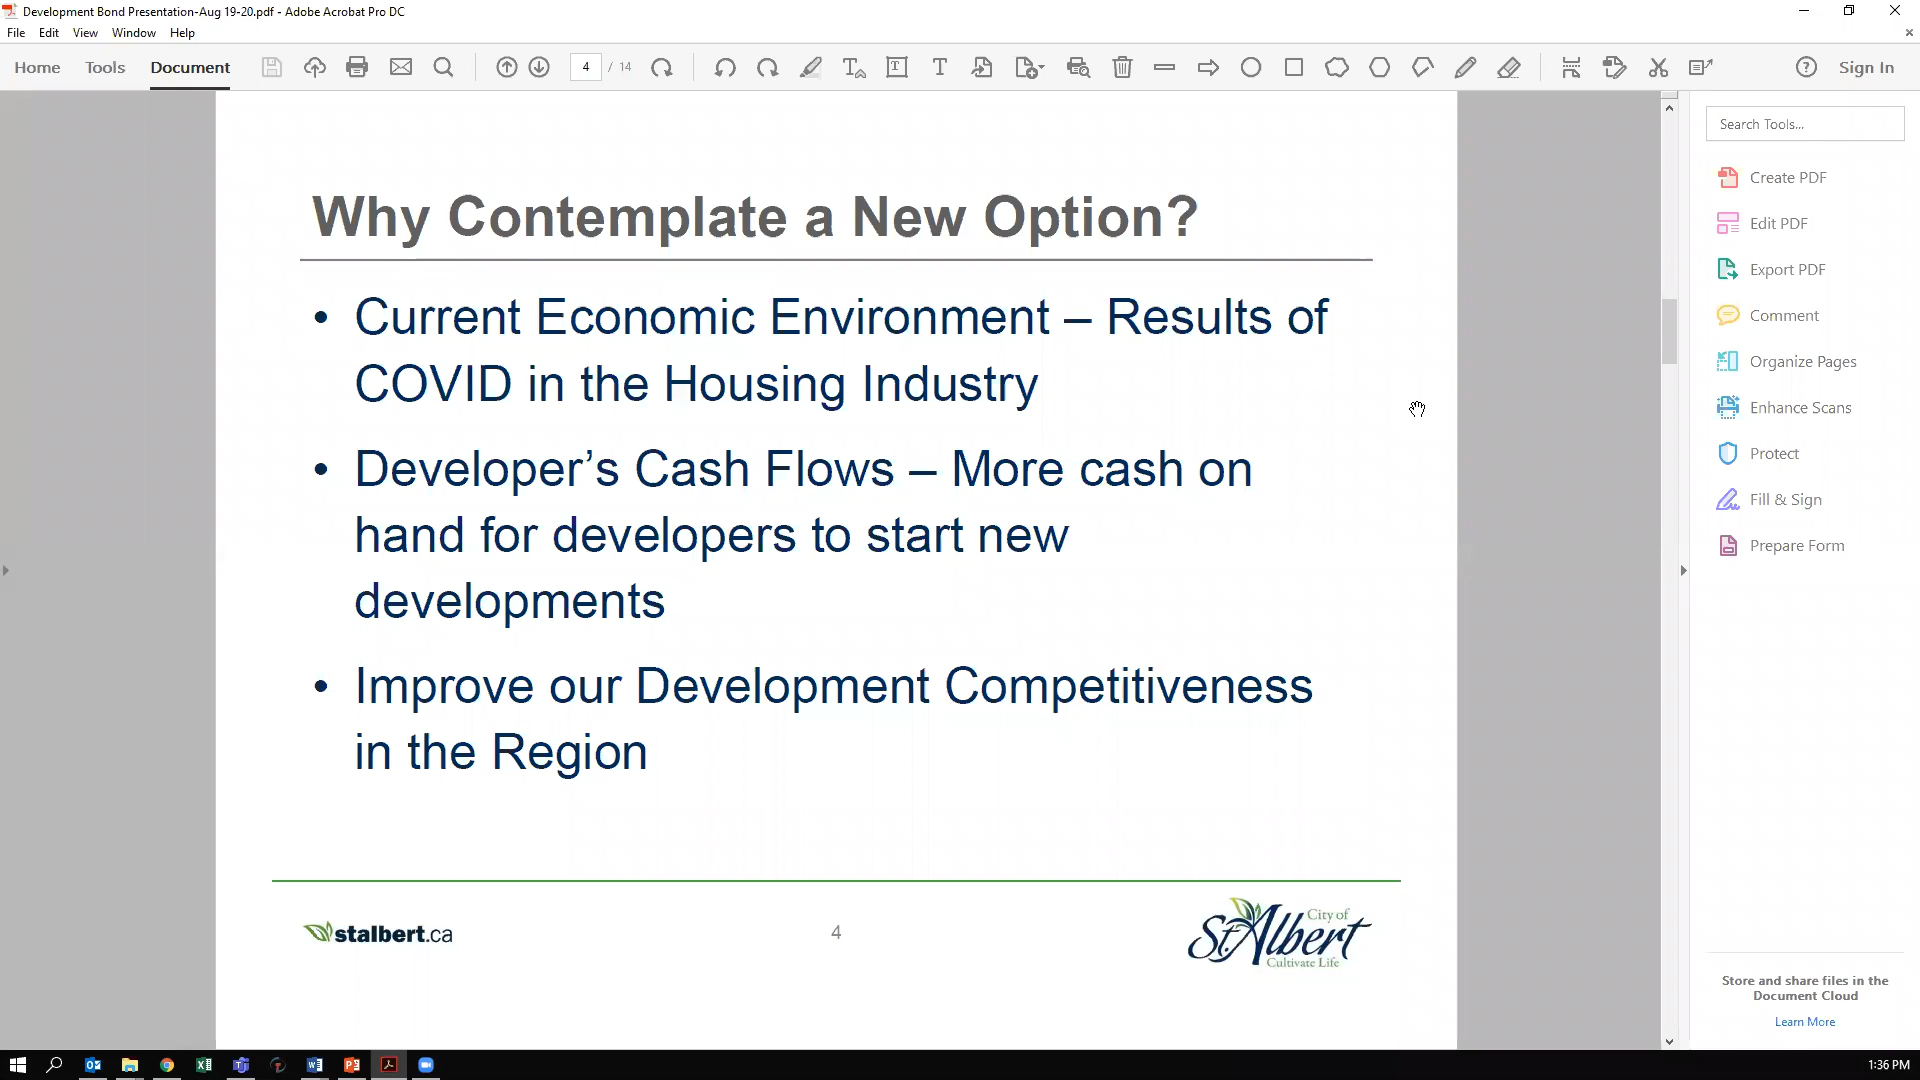 Development Bond Presentation-Aug 19-20.pdf - Adobe Acrobat Pro DC
File Edit View Window Help
Home Tools Document 4 / 14 Sign In
Search Tools...
Create PDF
Edit PDF
Export PDF
Comment
Organize Pages
Enhance Scans
Protect
Fill & Sign
Prepare Form
Why Contemplate a New Option?
• Current Economic Environment – Results of
COVID in the Housing Industry
• Developer’s Cash Flows – More cash on
hand for developers to start new
developments
• Improve our Development Competitiveness
in the Region
stalbert.ca
4
City of
St. Albert
Cultivate Life
Store and share files in the
Document Cloud
Learn More
1:36 PM